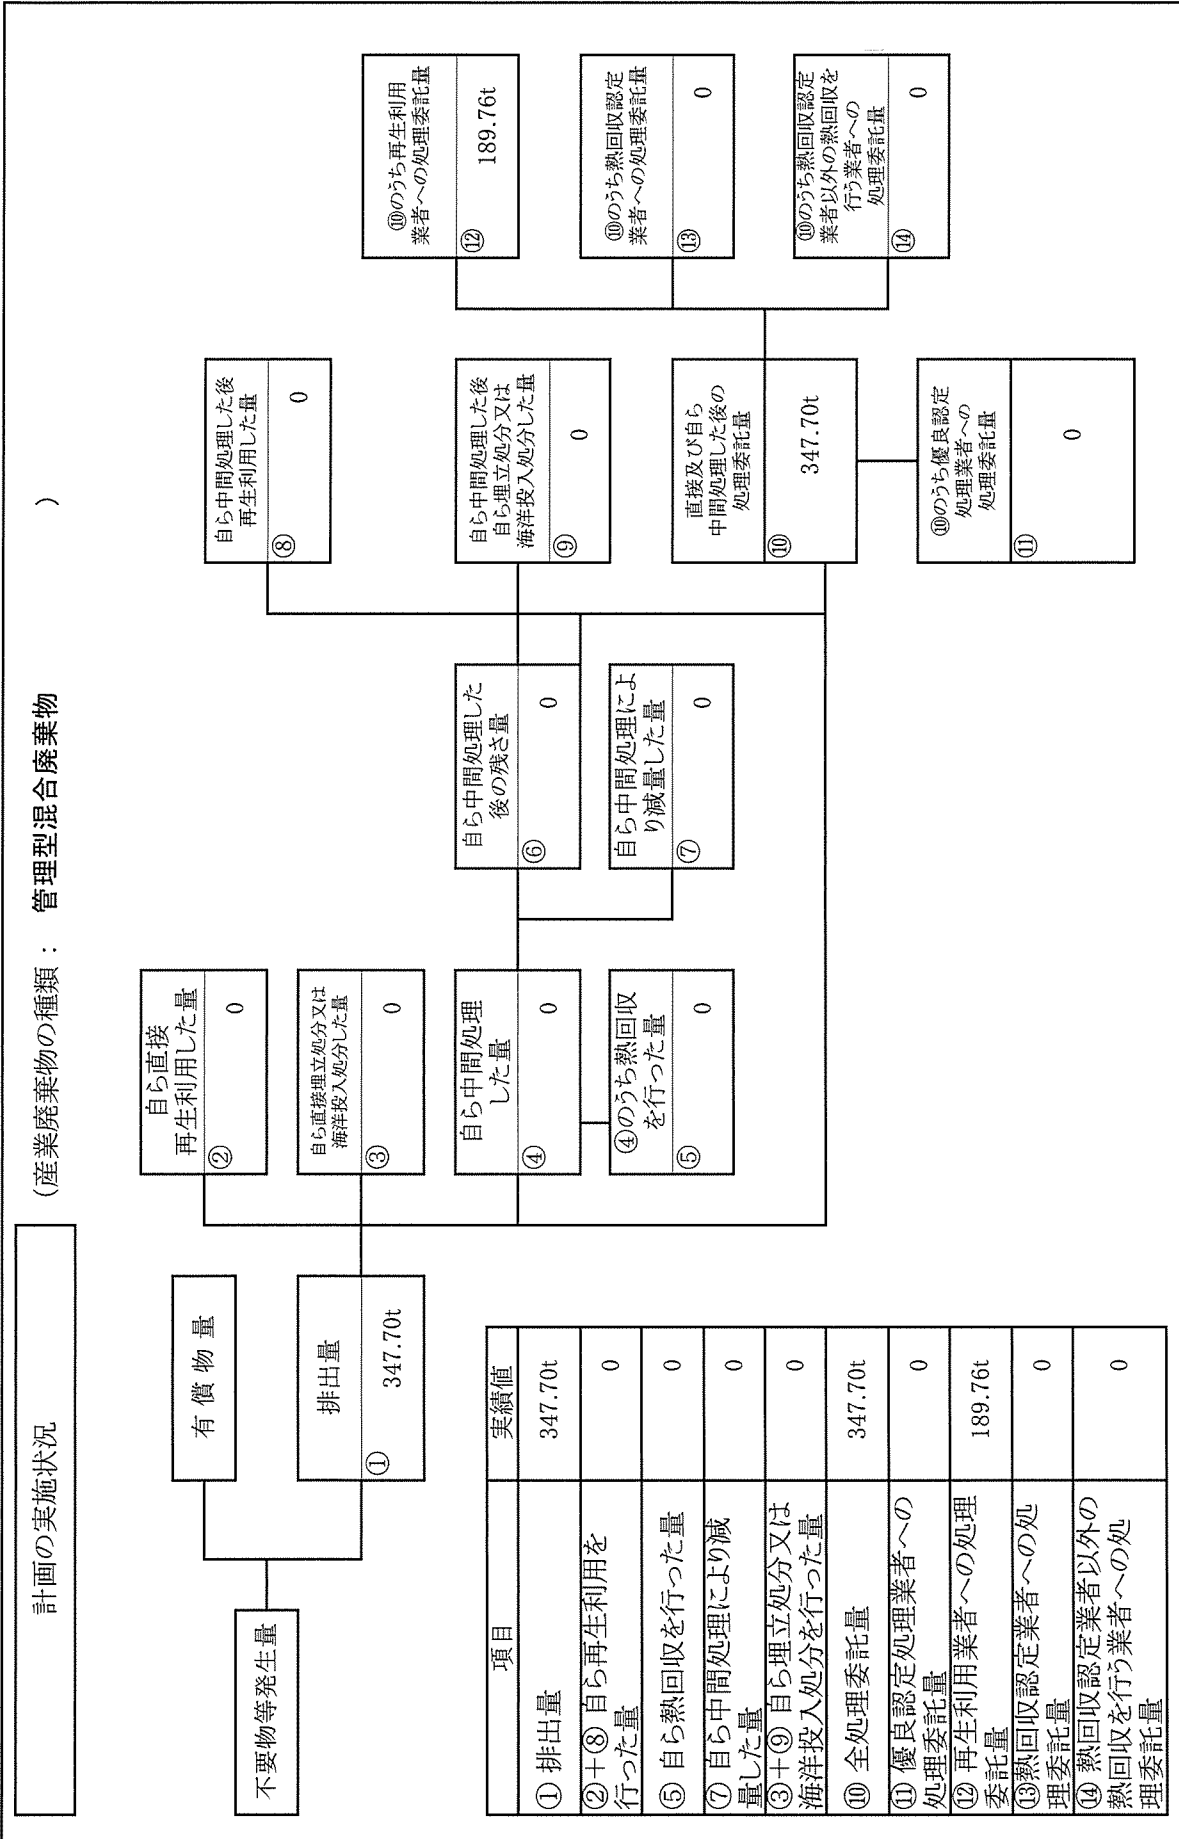 計画の実施状況
(産業廃棄物の種類： 管理型混合廃棄物 )
不要物等発生量
有 償 物 量
排出量
① 347.70t
自ら直接
再生利用した量
② 0
自ら直接埋立処分又は
海洋投入処分した量
③ 0
自ら中間処理
した量
④ 0
④のうち熱回収
を行った量
⑤ 0
自ら中間処理した
後の残さ量
⑥ 0
自ら中間処理によ
り減量した量
⑦ 0
自ら中間処理した後
再生利用した量
⑧ 0
自ら中間処理した後
自ら埋立処分又は
海洋投入処分した量
⑨ 0
直接及び自ら
中間処理した後の
処理委託量
⑩ 347.70t
⑩のうち優良認定
処理業者への
処理委託量
⑪ 0
⑩のうち再生利用
業者への処理委託量
⑫ 189.76t
⑩のうち熱回収認定
業者への処理委託量
⑬ 0
⑩のうち熱回収認定
業者以外の熱回収を
行う業者への
処理委託量
⑭ 0
項目 実績値
① 排出量 347.70t
②＋⑧ 自ら再生利用を
行った量 0
⑤ 自ら熱回収を行った量 0
⑦ 自ら中間処理により減
量した量 0
③＋⑨ 自ら埋立処分又は
海洋投入処分を行った量 0
⑩ 全処理委託量 347.70t
⑪ 優良認定処理業者への
処理委託量 0
⑫ 再生利用業者への処理
委託量 189.76t
⑬熱回収認定業者への処
理委託量 0
⑭ 熱回収認定業者以外の
熱回収を行う業者への処
理委託量 0